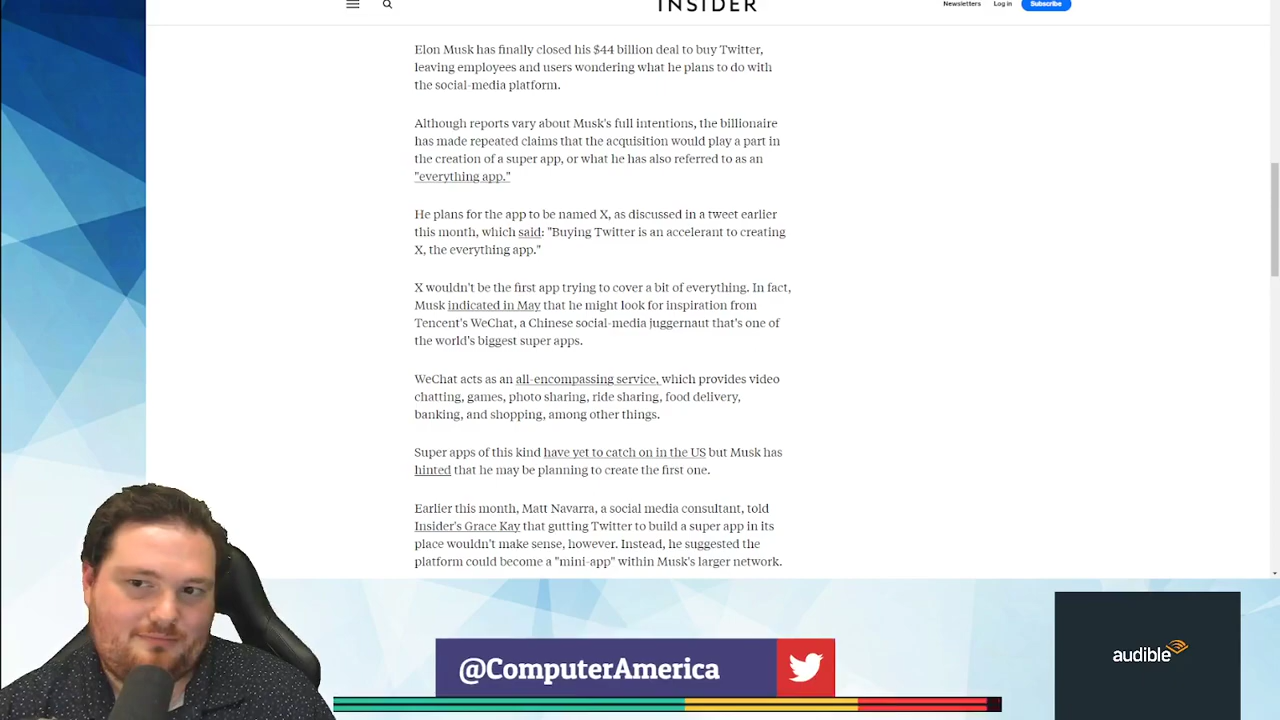 INSIDER
Newsletters Log in Subscribe
Elon Musk has finally closed his $44 billion deal to buy Twitter,
leaving employees and users wondering what he plans to do with
the social-media platform.
Although reports vary about Musk's full intentions, the billionaire
has made repeated claims that the acquisition would play a part in
the creation of a super app, or what he has also referred to as an
"everything app."
He plans for the app to be named X, as discussed in a tweet earlier
this month, which said: "Buying Twitter is an accelerant to creating
X, the everything app."
X wouldn't be the first app trying to cover a bit of everything. In fact,
Musk indicated in May that he might look for inspiration from
Tencent's WeChat, a Chinese social-media juggernaut that's one of
the world's biggest super apps.
WeChat acts as an all-encompassing service, which provides video
chatting, games, photo sharing, ride sharing, food delivery,
banking, and shopping, among other things.
Super apps of this kind have yet to catch on in the US but Musk has
hinted that he may be planning to create the first one.
Earlier this month, Matt Navarra, a social media consultant, told
Insider's Grace Kay that gutting Twitter to build a super app in its
place wouldn't make sense, however. Instead, he suggested the
platform could become a "mini-app" within Musk's larger network.
@ComputerAmerica
audible